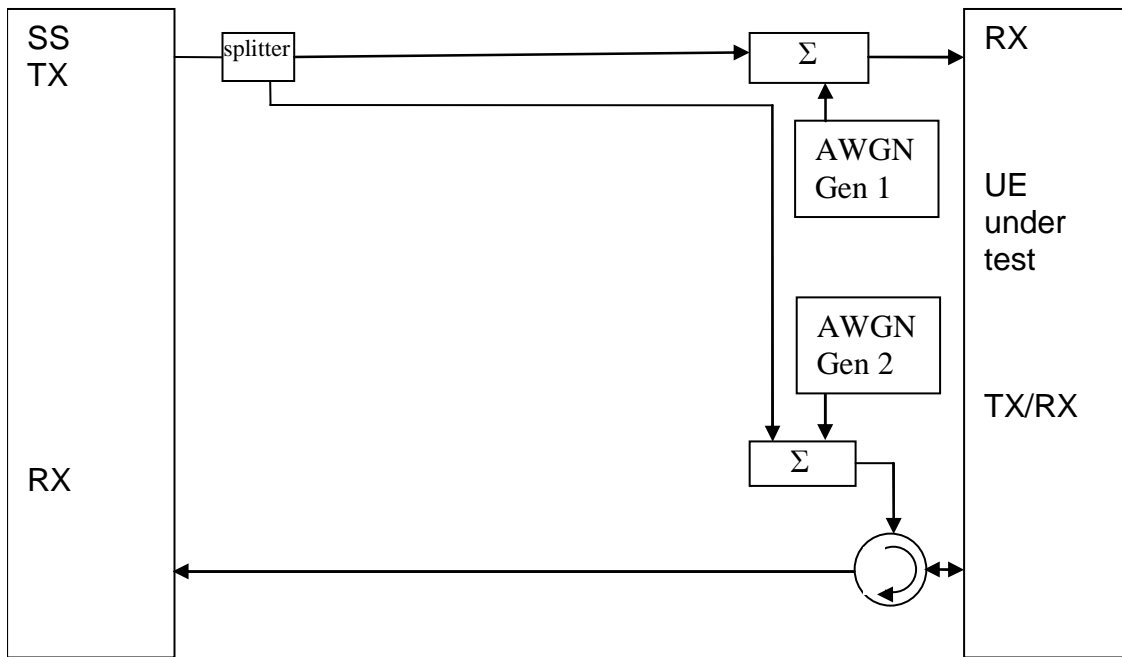 SS
TX
splitter
Σ
RX
AWGN
Gen 1
UE
under
test
AWGN
Gen 2
TX/RX
Σ
RX